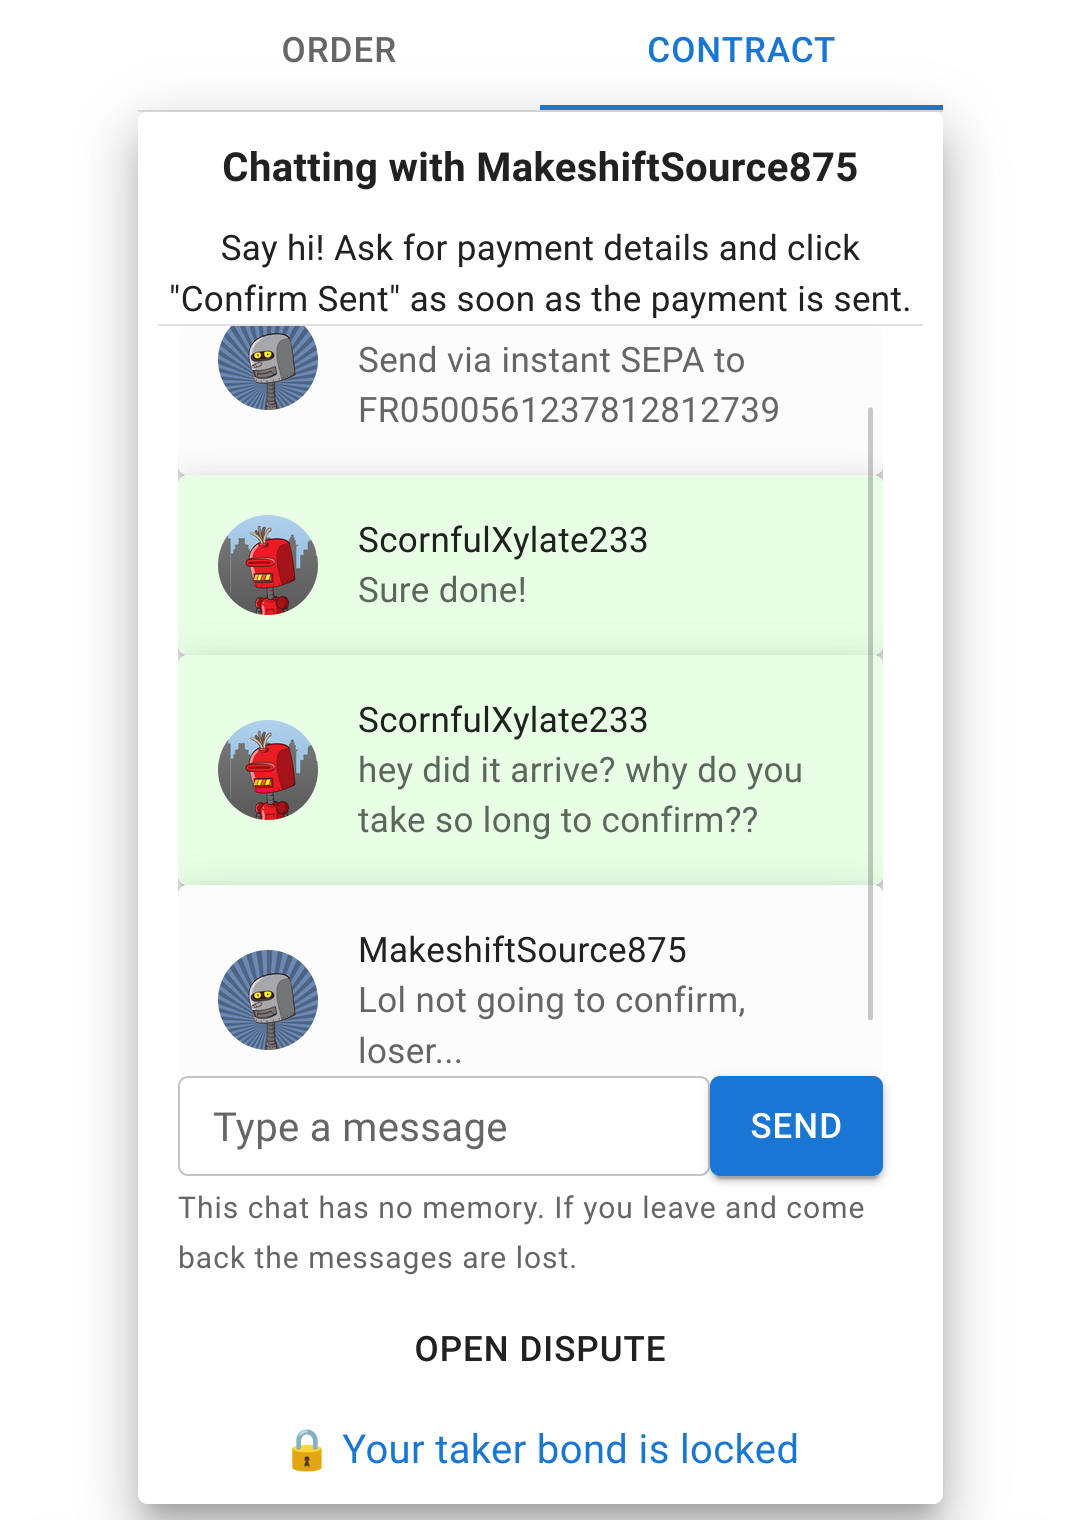 ORDER
CONTRACT
Chatting with MakeshiftSource875
Say hi! Ask for payment details and click
"Confirm Sent" as soon as the payment is sent.
Send via instant SEPA to
FR0500561237812812739
ScornfulXylate233
Sure done!
ScornfulXylate233
hey did it arrive? why do you
take so long to confirm??
MakeshiftSource875
Lol not going to confirm,
loser...
Type a message
SEND
This chat has no memory. If you leave and come
back the messages are lost.
OPEN DISPUTE
🔒 Your taker bond is locked